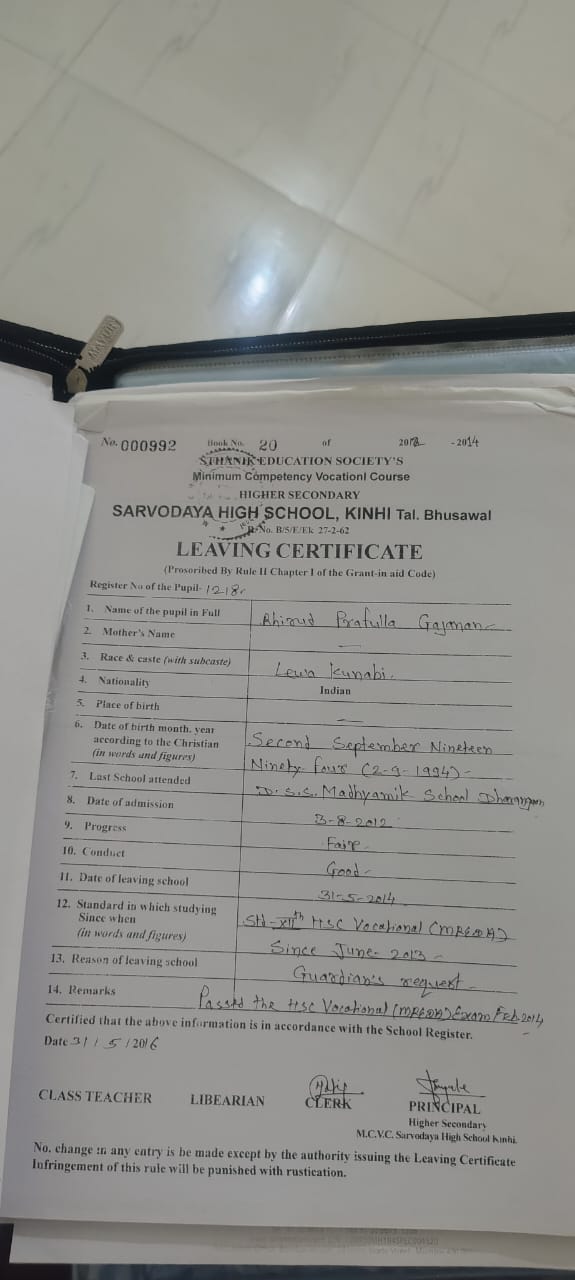 MAYUR
No. 000992 Book No. 20 of 2012 - 2014
STHANIK EDUCATION SOCIETY'S
Minimum Competency Vocationl Course
HIGHER SECONDARY
SARVODAYA HIGH SCHOOL, KINHI Tal. Bhusawal
R.No. B/S/E/Ek 27-2-62
LEAVING CERTIFICATE
(Prosoribed By Rule II Chapter I of the Grant-in aid Code)
Register No of the Pupil- 1218
1. Name of the pupil in Full Ahirud Prafulla Gajanan
2. Mother's Name —
3. Race & caste (with subcaste) Lewa Kunabi.
4. Nationality Indian
5. Place of birth —
6. Date of birth month, year Second September Nineteen
according to the Christian Ninety four (2-9-1994)-
(in words and figures)
7. Last School attended D.S.S. Madhyamik School
8. Date of admission 3-8-2012
9. Progress Fair
10. Conduct Good
11. Date of leaving school 31-5-2014
12. Standard in which studying Std-XIIth HSC Vocational
Since when Since June- 2013
(in words and figures)
13. Reason of leaving school Guardian's request
14. Remarks Passed the HSC Vocational Exam Feb 2014
Certified that the above information is in accordance with the School Register.
Date 31 / 5 / 2016
CLASS TEACHER LIBEARIAN CLERK PRINCIPAL
Higher Secondary
M.C.V.C. Sarvodaya High School Kinhi.
No. change in any entry is be made except by the authority issuing the Leaving Certificate
Infringement of this rule will be punished with rustication.